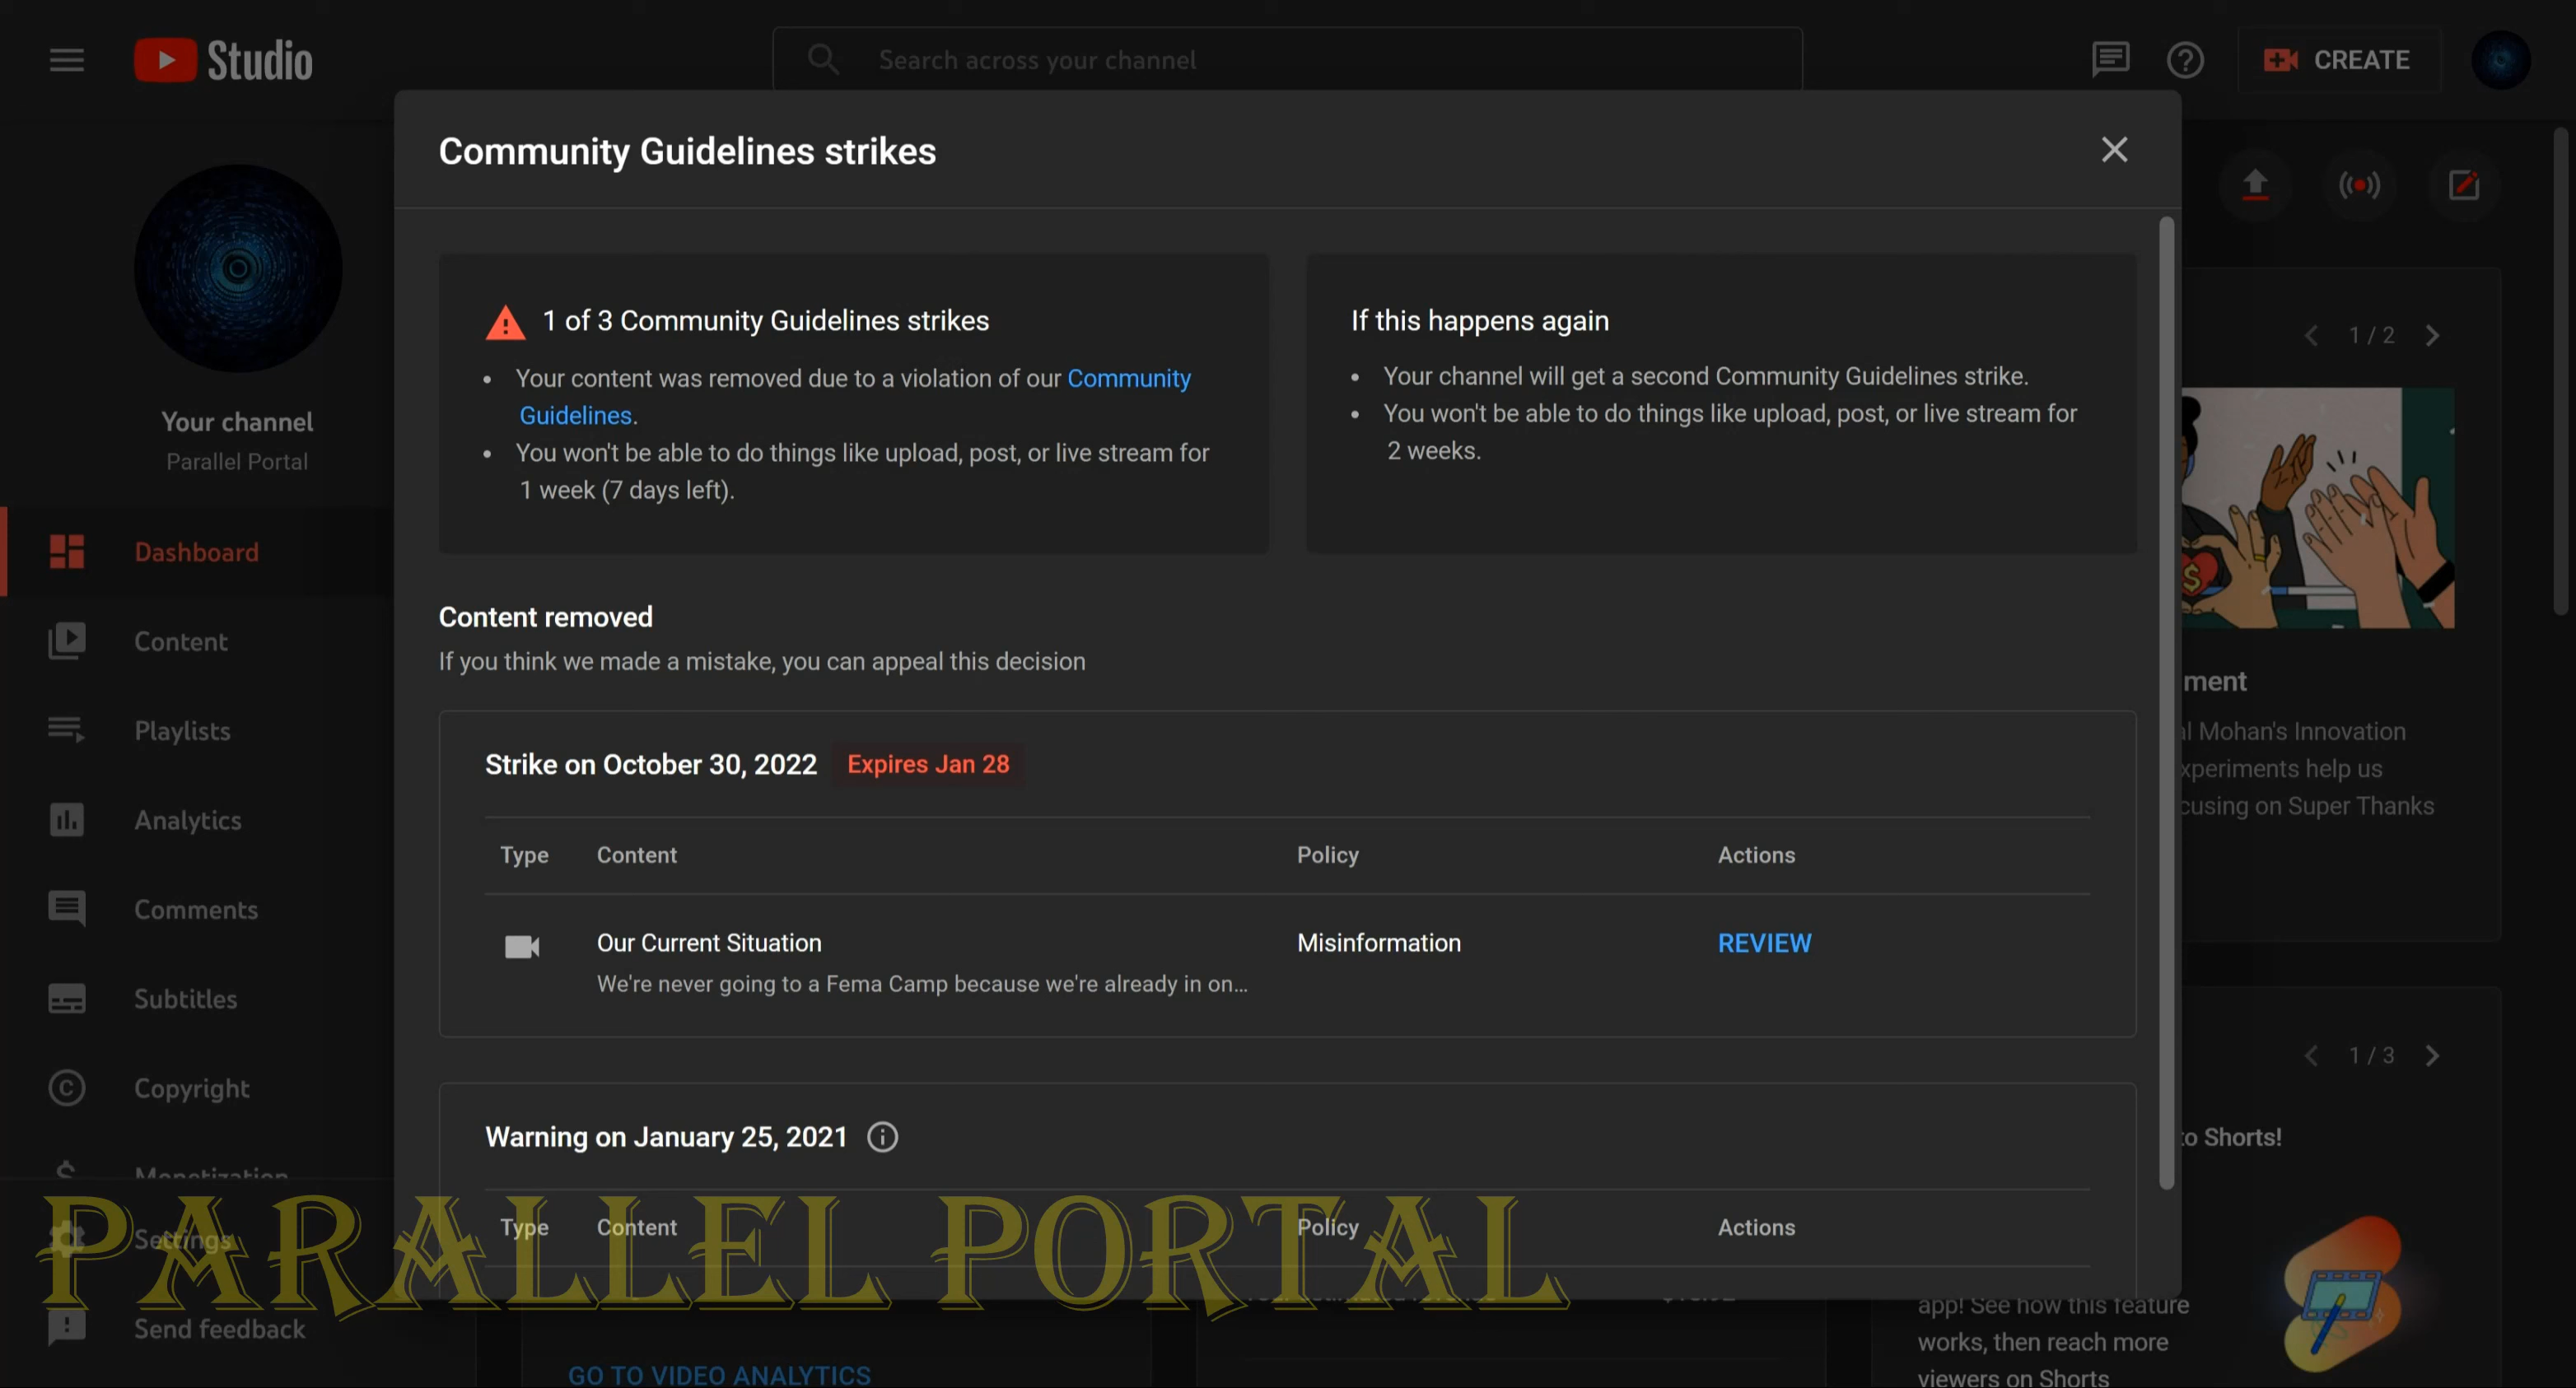 Studio
Search across your channel
CREATE
Community Guidelines strikes
1 of 3 Community Guidelines strikes
Your content was removed due to a violation of our Community
Guidelines.
You won't be able to do things like upload, post, or live stream for
1 week (7 days left).
If this happens again
Your channel will get a second Community Guidelines strike.
You won't be able to do things like upload, post, or live stream for
2 weeks.
Content removed
If you think we made a mistake, you can appeal this decision
Strike on October 30, 2022 Expires Jan 28
Type Content Policy Actions
Our Current Situation Misinformation REVIEW
We're never going to a Fema Camp because we're already in on...
Warning on January 25, 2021
Type Content Policy Actions
Your channel
Parallel Portal
Dashboard
Content
Playlists
Analytics
Comments
Subtitles
Copyright
Monetization
Settings
Send feedback
1 / 2
ment
Mohan's Innovation
xperiments help us
cusing on Super Thanks
1 / 3
to Shorts!
app! See how this feature
works, then reach more
viewers on Shorts
GO TO VIDEO ANALYTICS
PARALLEL PORTAL